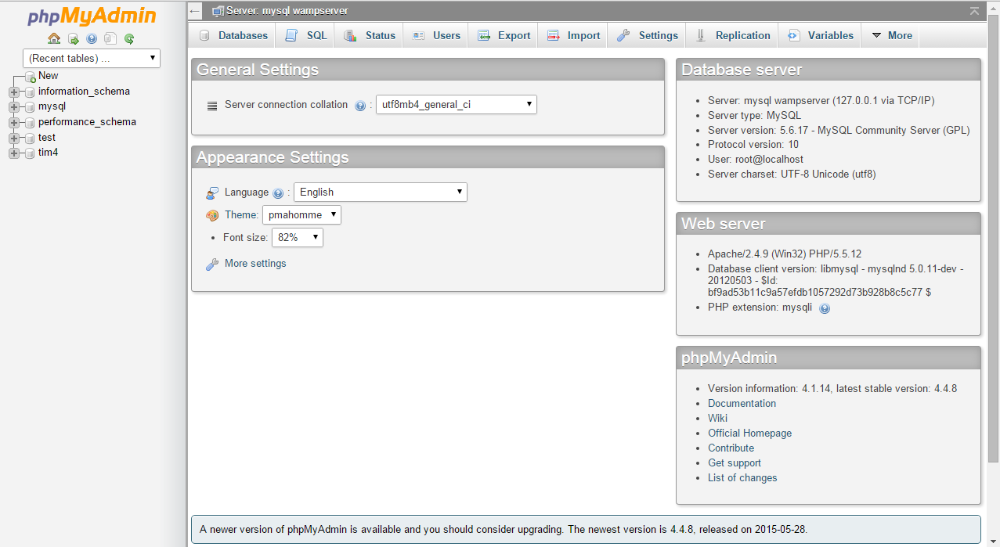 phpMyAdmin
(Recent tables) ...
New
information_schema
mysql
performance_schema
test
tim4
Server: mysql wampserver
Databases SQL Status Users Export Import Settings Replication Variables More
General Settings
Server connection collation : utf8mb4_general_ci
Appearance Settings
Language : English
Theme: pmahomme
Font size: 82%
More settings
Database server
Server: mysql wampserver (127.0.0.1 via TCP/IP)
Server type: MySQL
Server version: 5.6.17 - MySQL Community Server (GPL)
Protocol version: 10
User: root@localhost
Server charset: UTF-8 Unicode (utf8)
Web server
Apache/2.4.9 (Win32) PHP/5.5.12
Database client version: libmysql - mysqlnd 5.0.11-dev -
20120503 - $Id:
bf9ad53b11c9a57efdb1057292d73b928b8c5c77 $
PHP extension: mysqli
phpMyAdmin
Version information: 4.1.14, latest stable version: 4.4.8
Documentation
Wiki
Official Homepage
Contribute
Get support
List of changes
A newer version of phpMyAdmin is available and you should consider upgrading. The newest version is 4.4.8, released on 2015-05-28.